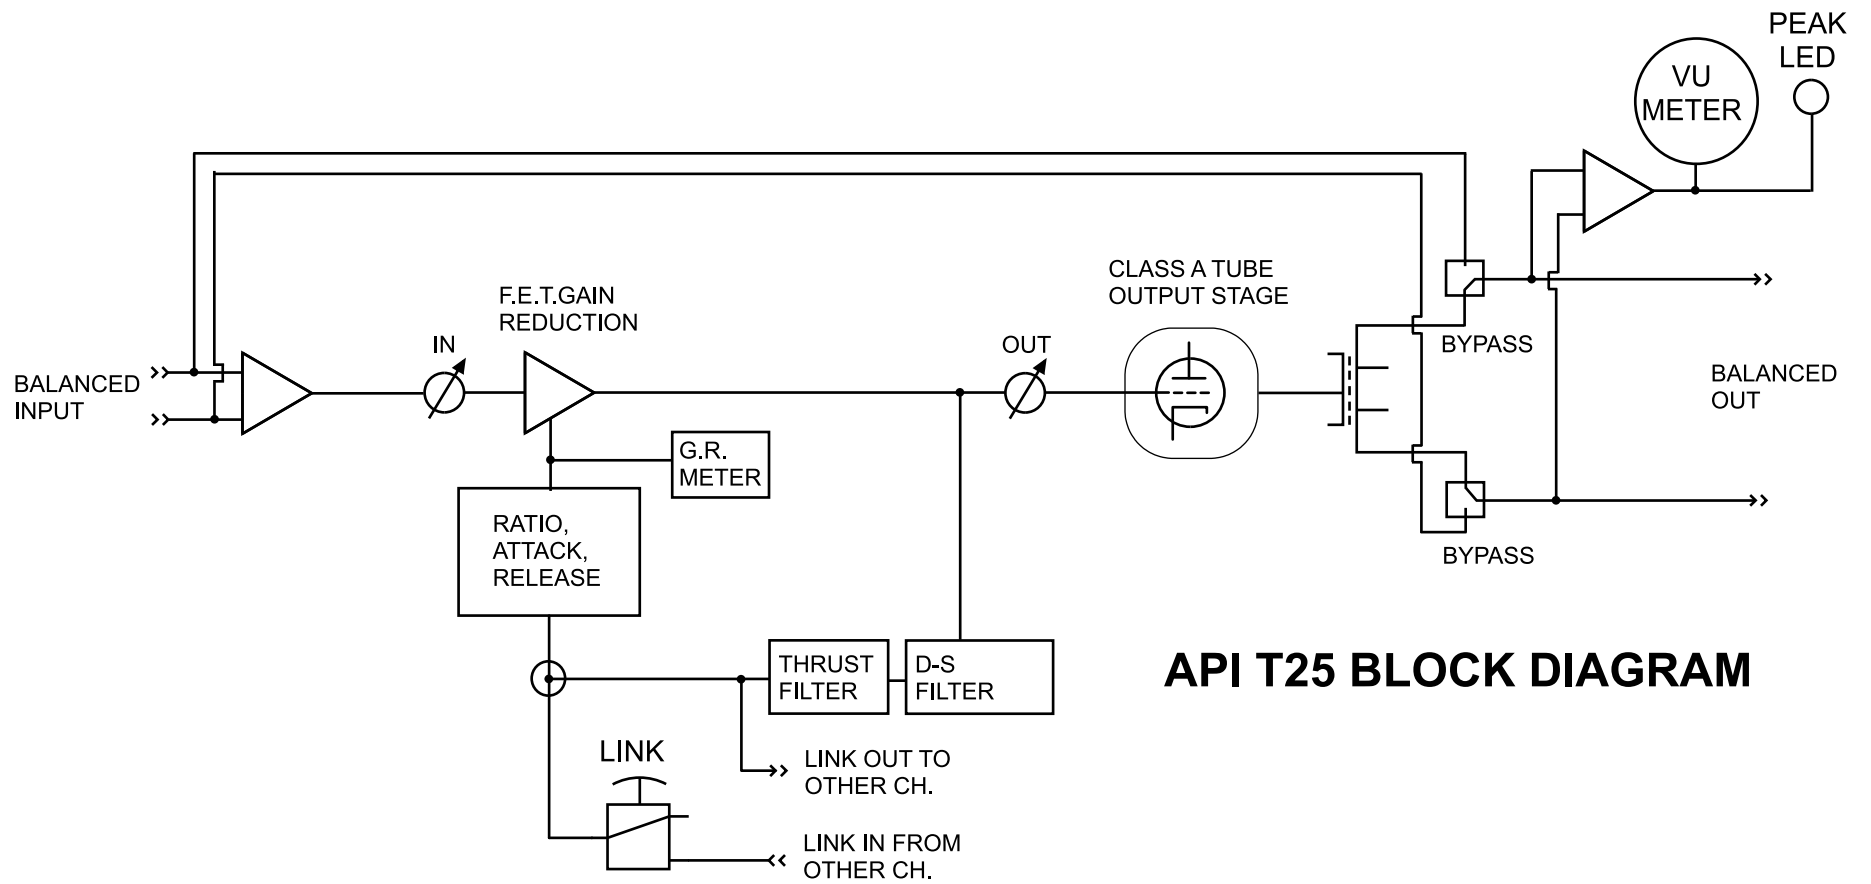 PEAK
LED
VU
METER
CLASS A TUBE
OUTPUT STAGE
F.E.T.GAIN
REDUCTION
IN
OUT
BYPASS
BALANCED
INPUT
BALANCED
OUT
G.R.
METER
RATIO,
ATTACK,
RELEASE
BYPASS
THRUST
FILTER
D-S
FILTER
API T25 BLOCK DIAGRAM
LINK
LINK OUT TO
OTHER CH.
LINK IN FROM
OTHER CH.